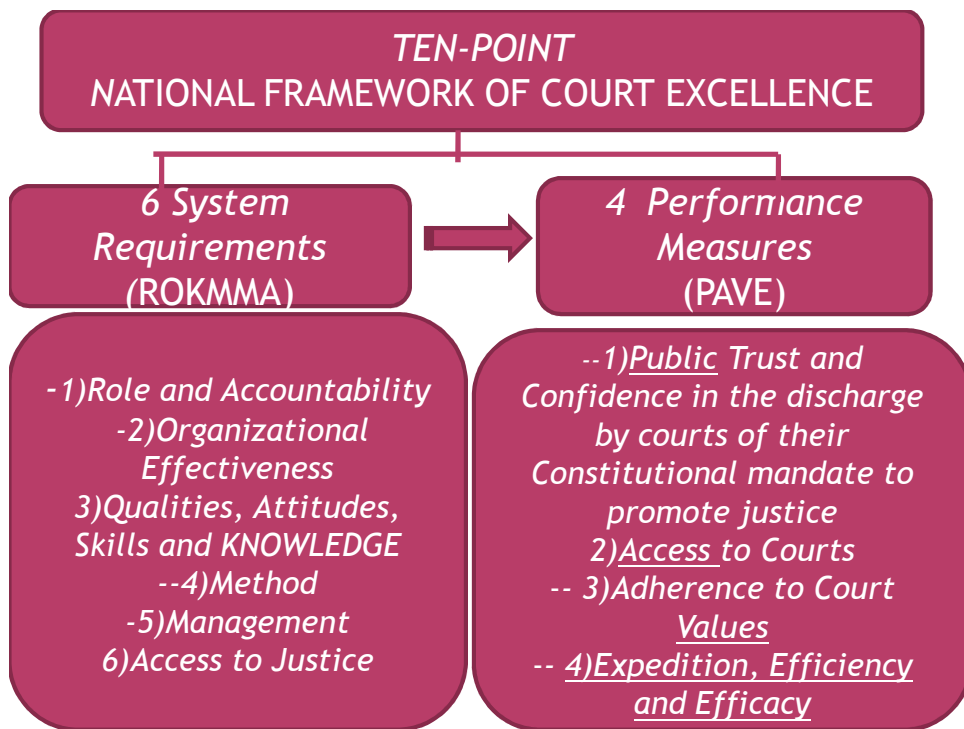 TEN-POINT
NATIONAL FRAMEWORK OF COURT EXCELLENCE
6 System
Requirements
(ROKMMA)
4 Performance
Measures
(PAVE)
-1)Role and Accountability
-2)Organizational
Effectiveness
3)Qualities, Attitudes,
Skills and KNOWLEDGE
--4)Method
-5)Management
6)Access to Justice
--1)Public Trust and
Confidence in the discharge
by courts of their
Constitutional mandate to
promote justice
2)Access to Courts
-- 3)Adherence to Court
Values
-- 4)Expedition, Efficiency
and Efficacy